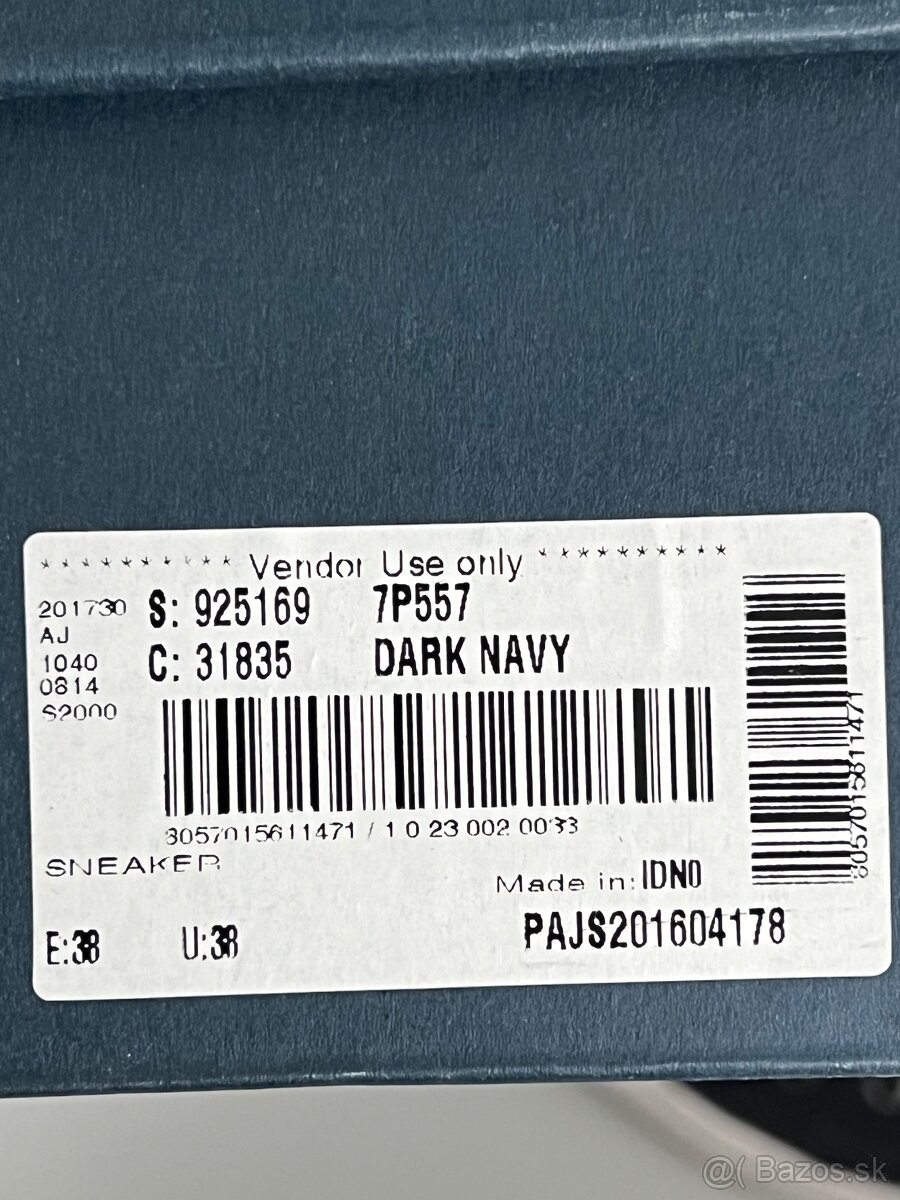 * * * * * * * * * * Vendor Use only * * * * * * * * * *
201730 S: 925169 7P557
AJ
1040 C: 31835 DARK NAVY
0814
S2000
8057015611471 / 1 0 23 002 0033
8057015611471
SNEAKER
Made in: IDN0
E:38 U:38 PAJS201604178
@( Bazos.sk